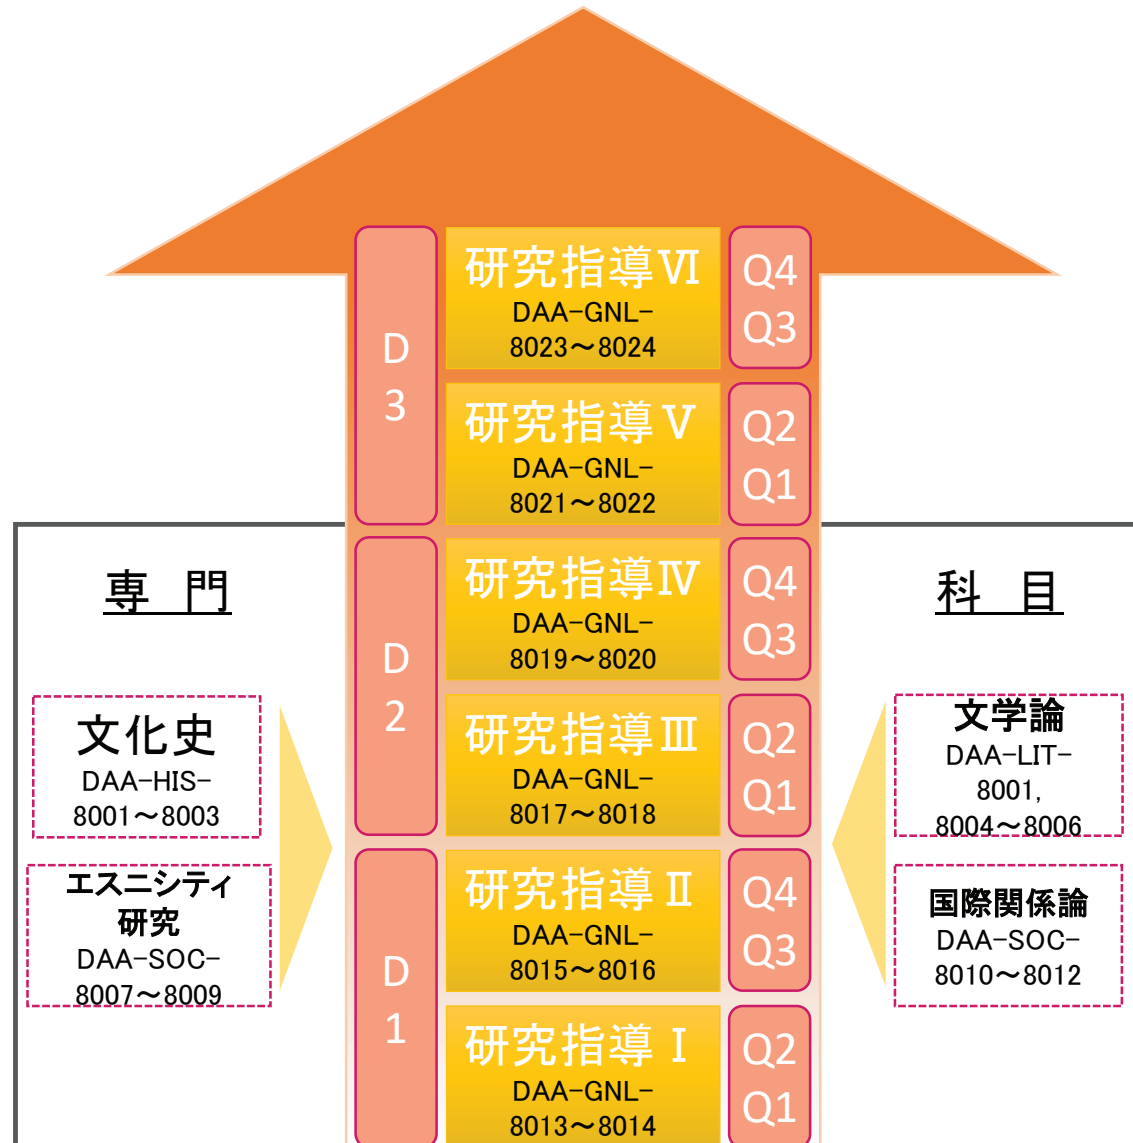 D
3
研究指導Ⅵ
DAA-GNL-
8023～8024
Q4
Q3
研究指導Ⅴ
DAA-GNL-
8021～8022
Q2
Q1
専 門
科 目
D
2
研究指導Ⅳ
DAA-GNL-
8019～8020
Q4
Q3
研究指導Ⅲ
DAA-GNL-
8017～8018
Q2
Q1
文化史
DAA-HIS-
8001～8003
エスニシティ
研究
DAA-SOC-
8007～8009
文学論
DAA-LIT-
8001,
8004～8006
国際関係論
DAA-SOC-
8010～8012
D
1
研究指導Ⅱ
DAA-GNL-
8015～8016
Q4
Q3
研究指導Ⅰ
DAA-GNL-
8013～8014
Q2
Q1